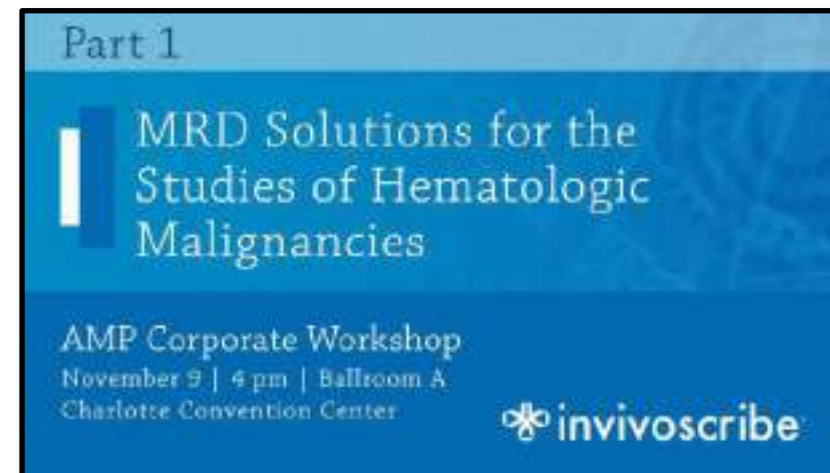 Part 1
MRD Solutions for the
Studies of Hematologic
Malignancies
AMP Corporate Workshop
November 9 | 4 pm | Ballroom A
Charlotte Convention Center
invivoscribe